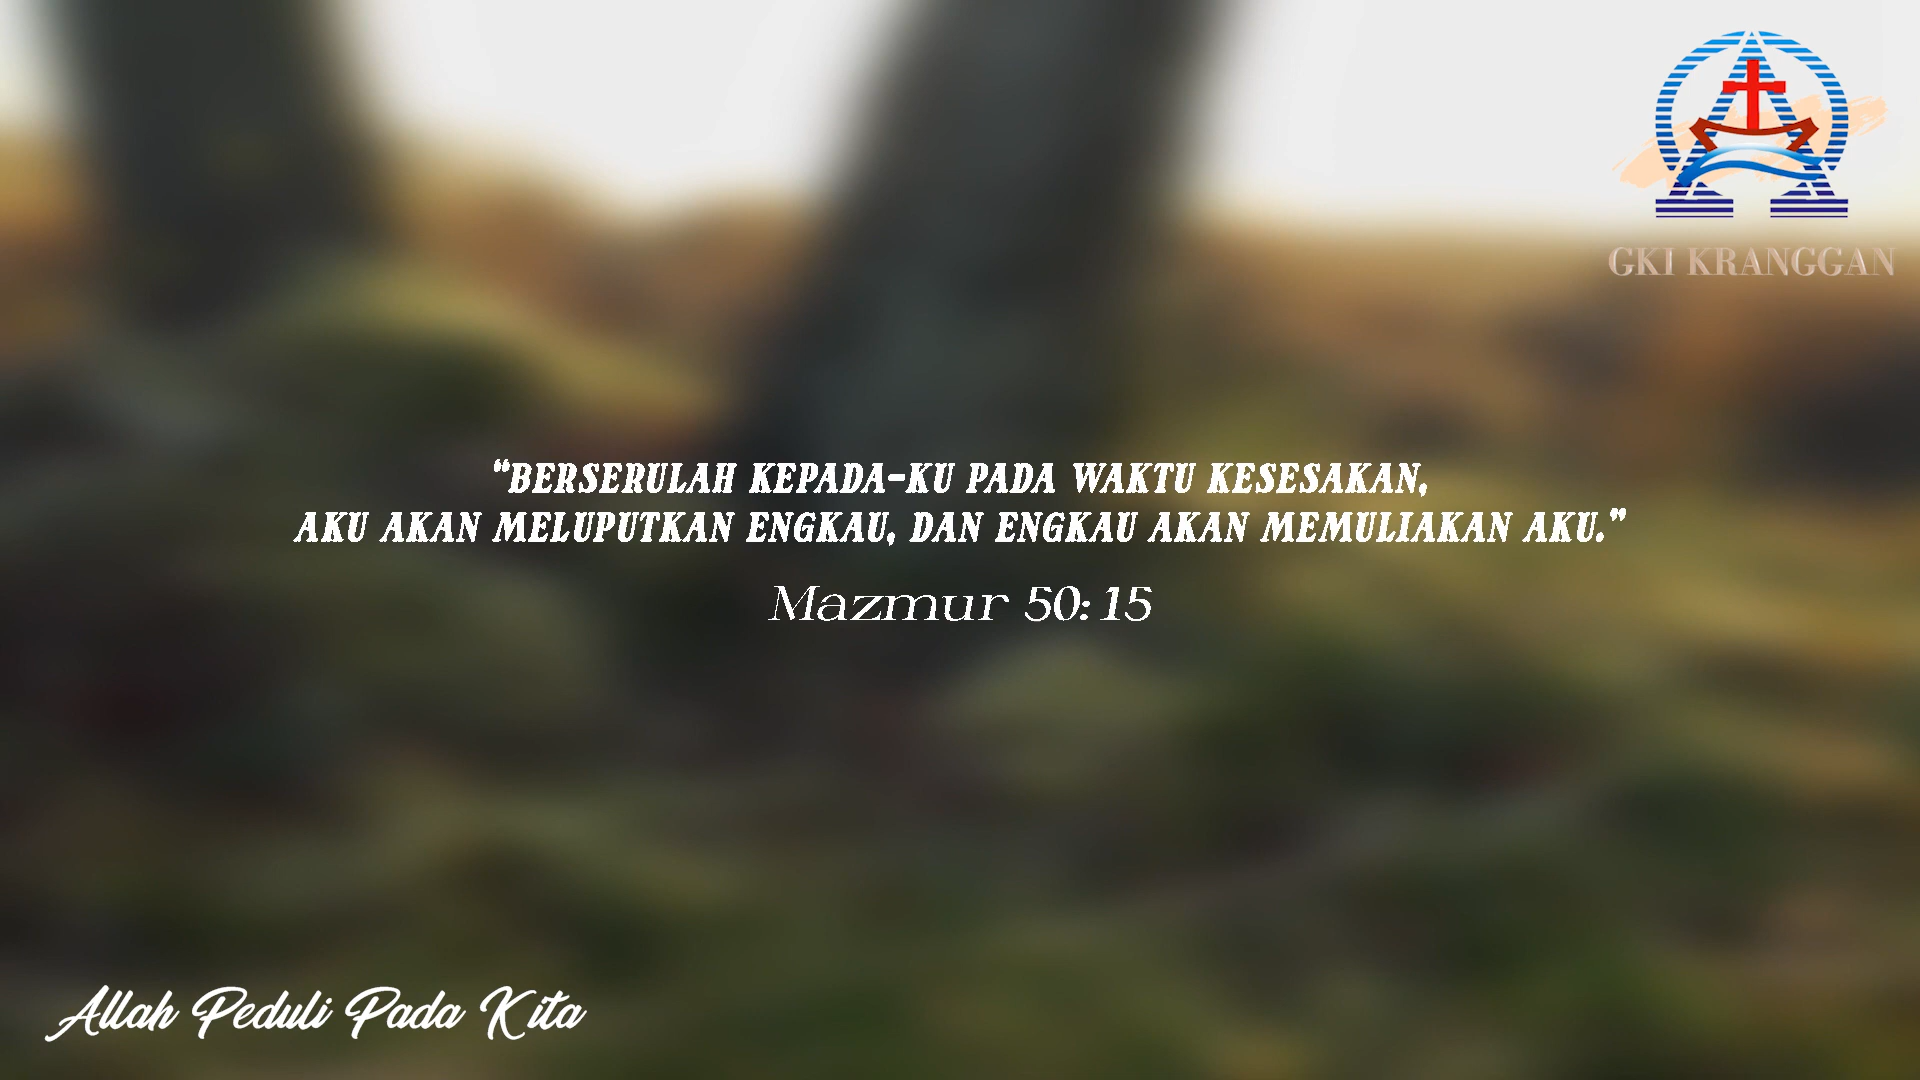 GKI KRANGGAN
“BERSERULAH KEPADA-KU PADA WAKTU KESESAKAN,
AKU AKAN MELUPUTKAN ENGKAU, DAN ENGKAU AKAN MEMULIAKAN AKU.”
Mazmur 50:15
Allah Peduli Pada Kita